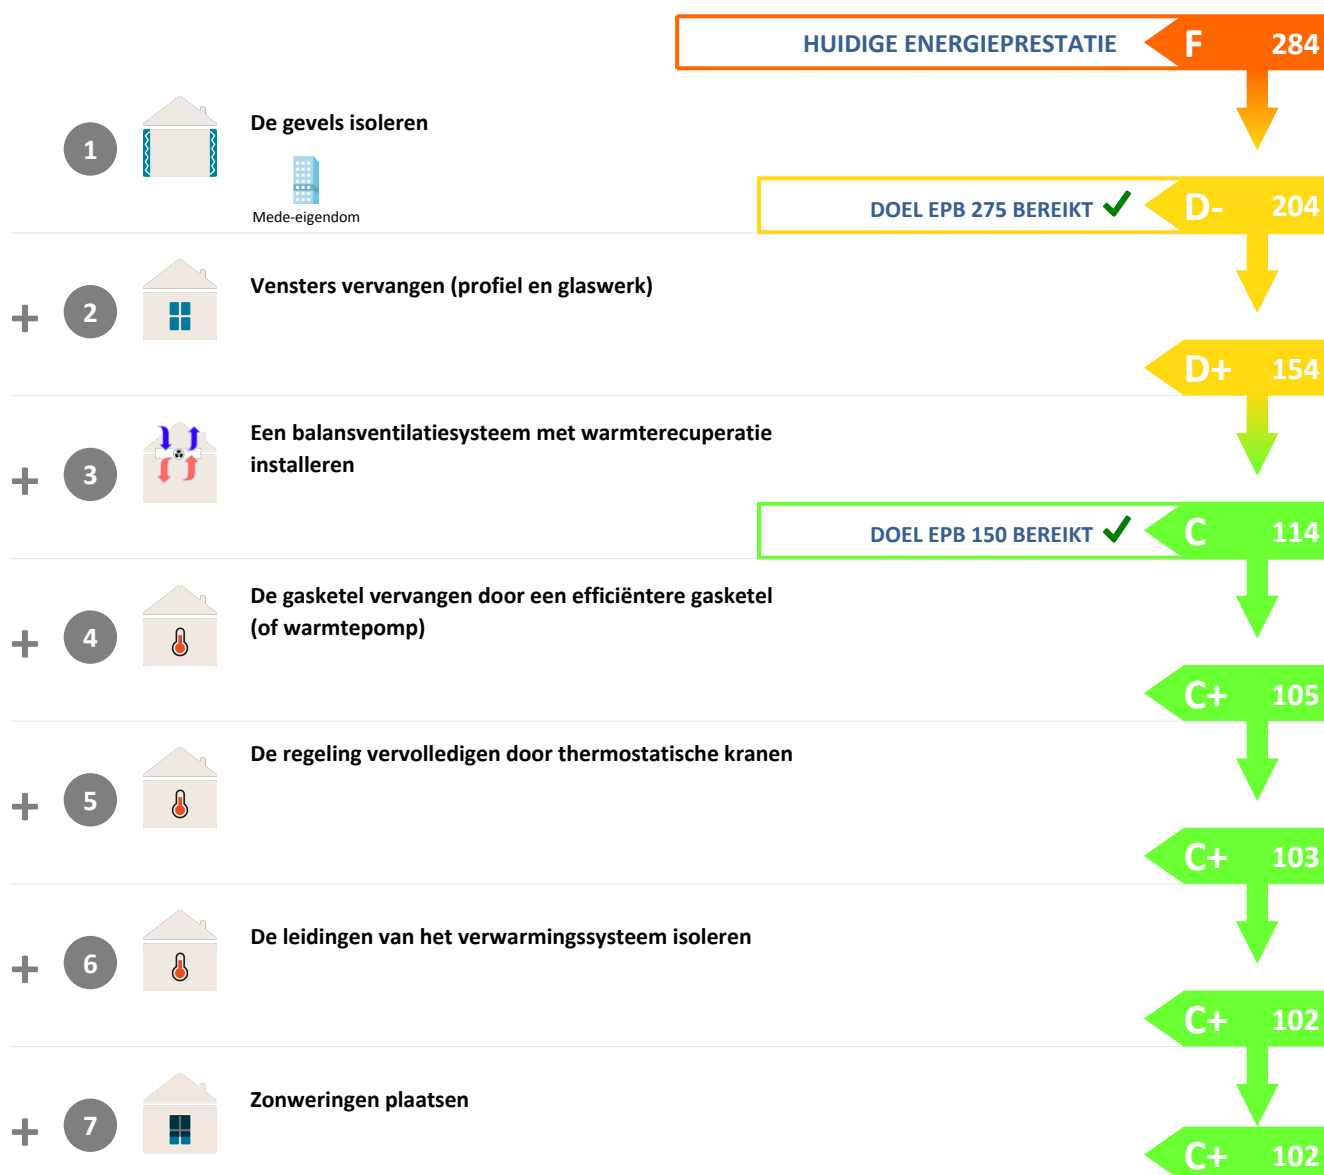 HUIDIGE ENERGIEPRESTATIE F 284
1 De gevels isoleren
Mede-eigendom
DOEL EPB 275 BEREIKT D- 204
+ 2 Vensters vervangen (profiel en glaswerk)
D+ 154
+ 3 Een balansventilatiesysteem met warmterecuperatie
installeren
DOEL EPB 150 BEREIKT C 114
+ 4 De gasketel vervangen door een efficiëntere gasketel
(of warmtepomp)
C+ 105
+ 5 De regeling vervolledigen door thermostatische kranen
C+ 103
+ 6 De leidingen van het verwarmingssysteem isoleren
C+ 102
+ 7 Zonweringen plaatsen
C+ 102